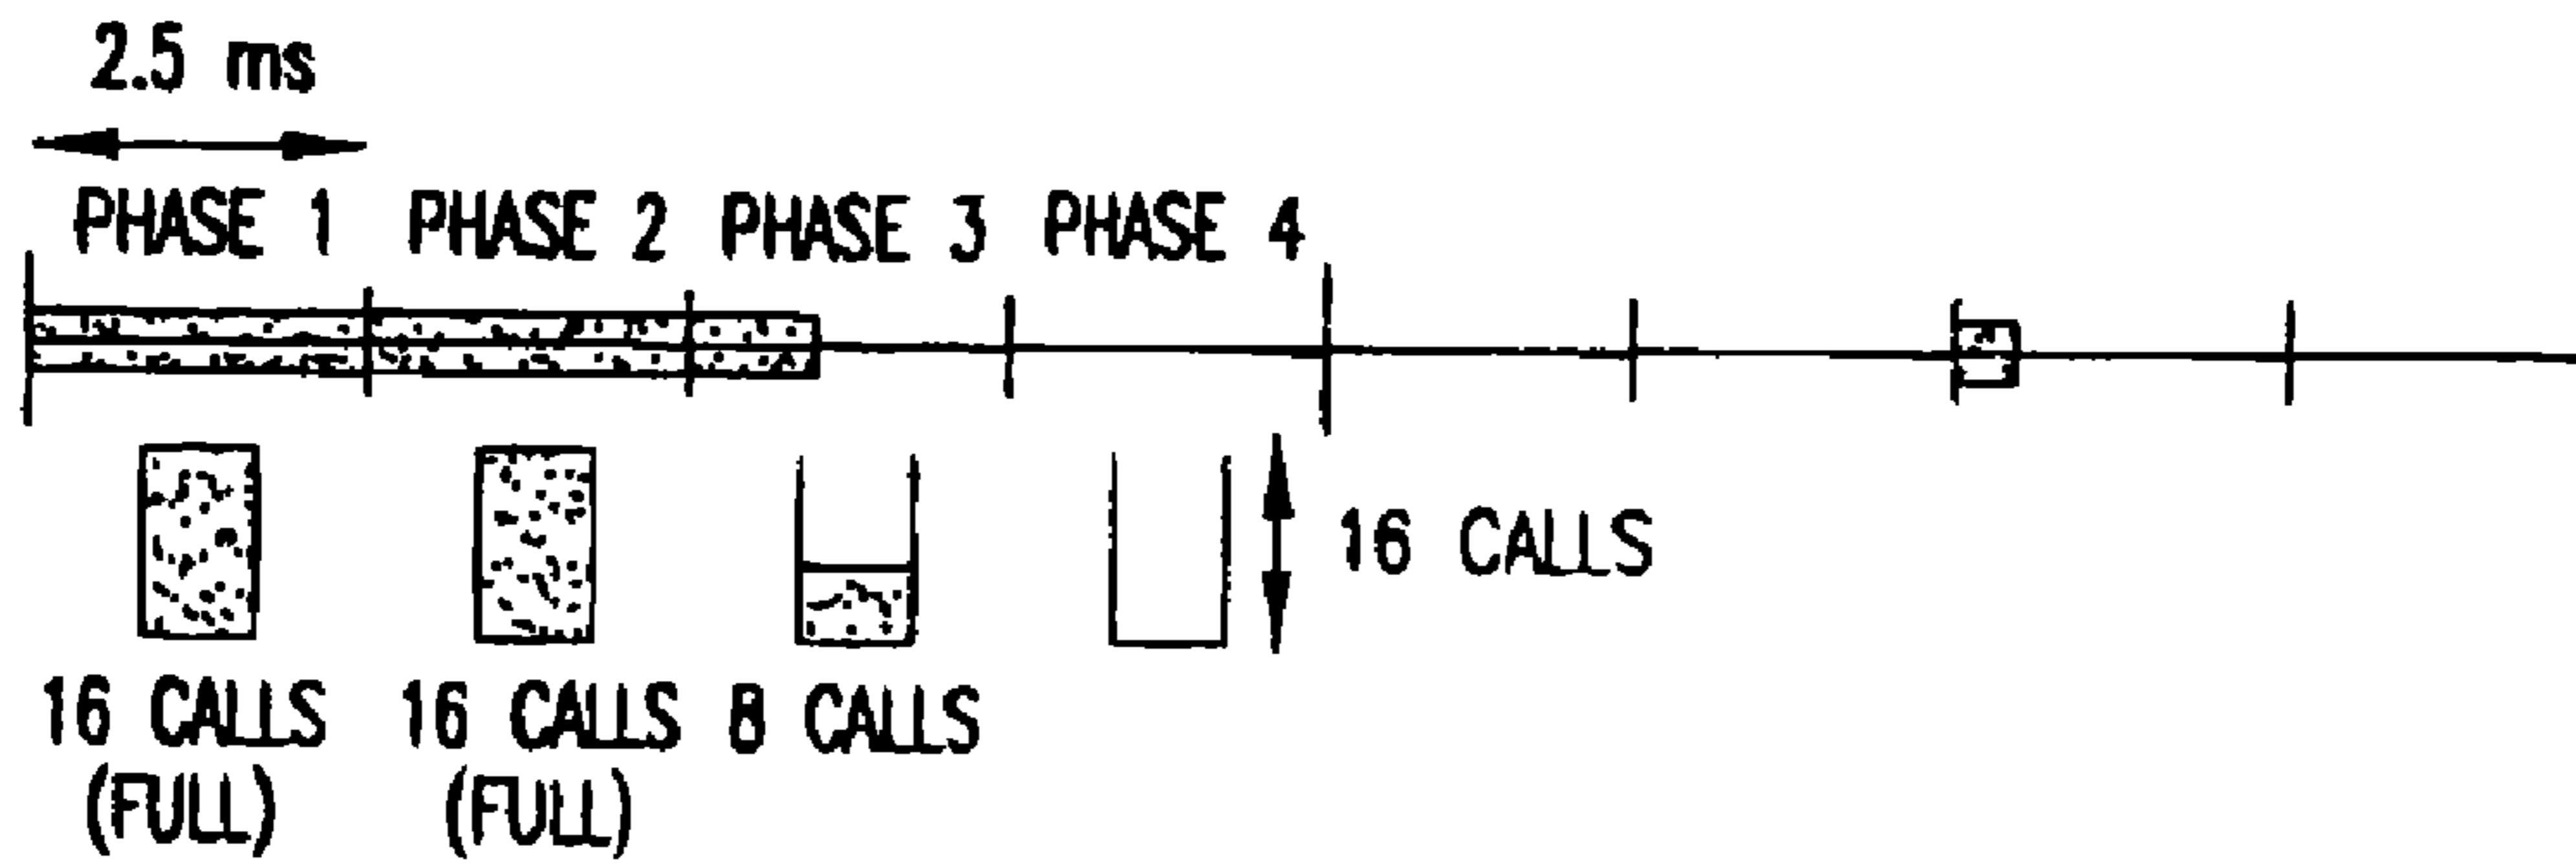 2.5 ms
PHASE 1 PHASE 2 PHASE 3 PHASE 4
16 CALLS
16 CALLS 16 CALLS 8 CALLS
(FULL) (FULL)